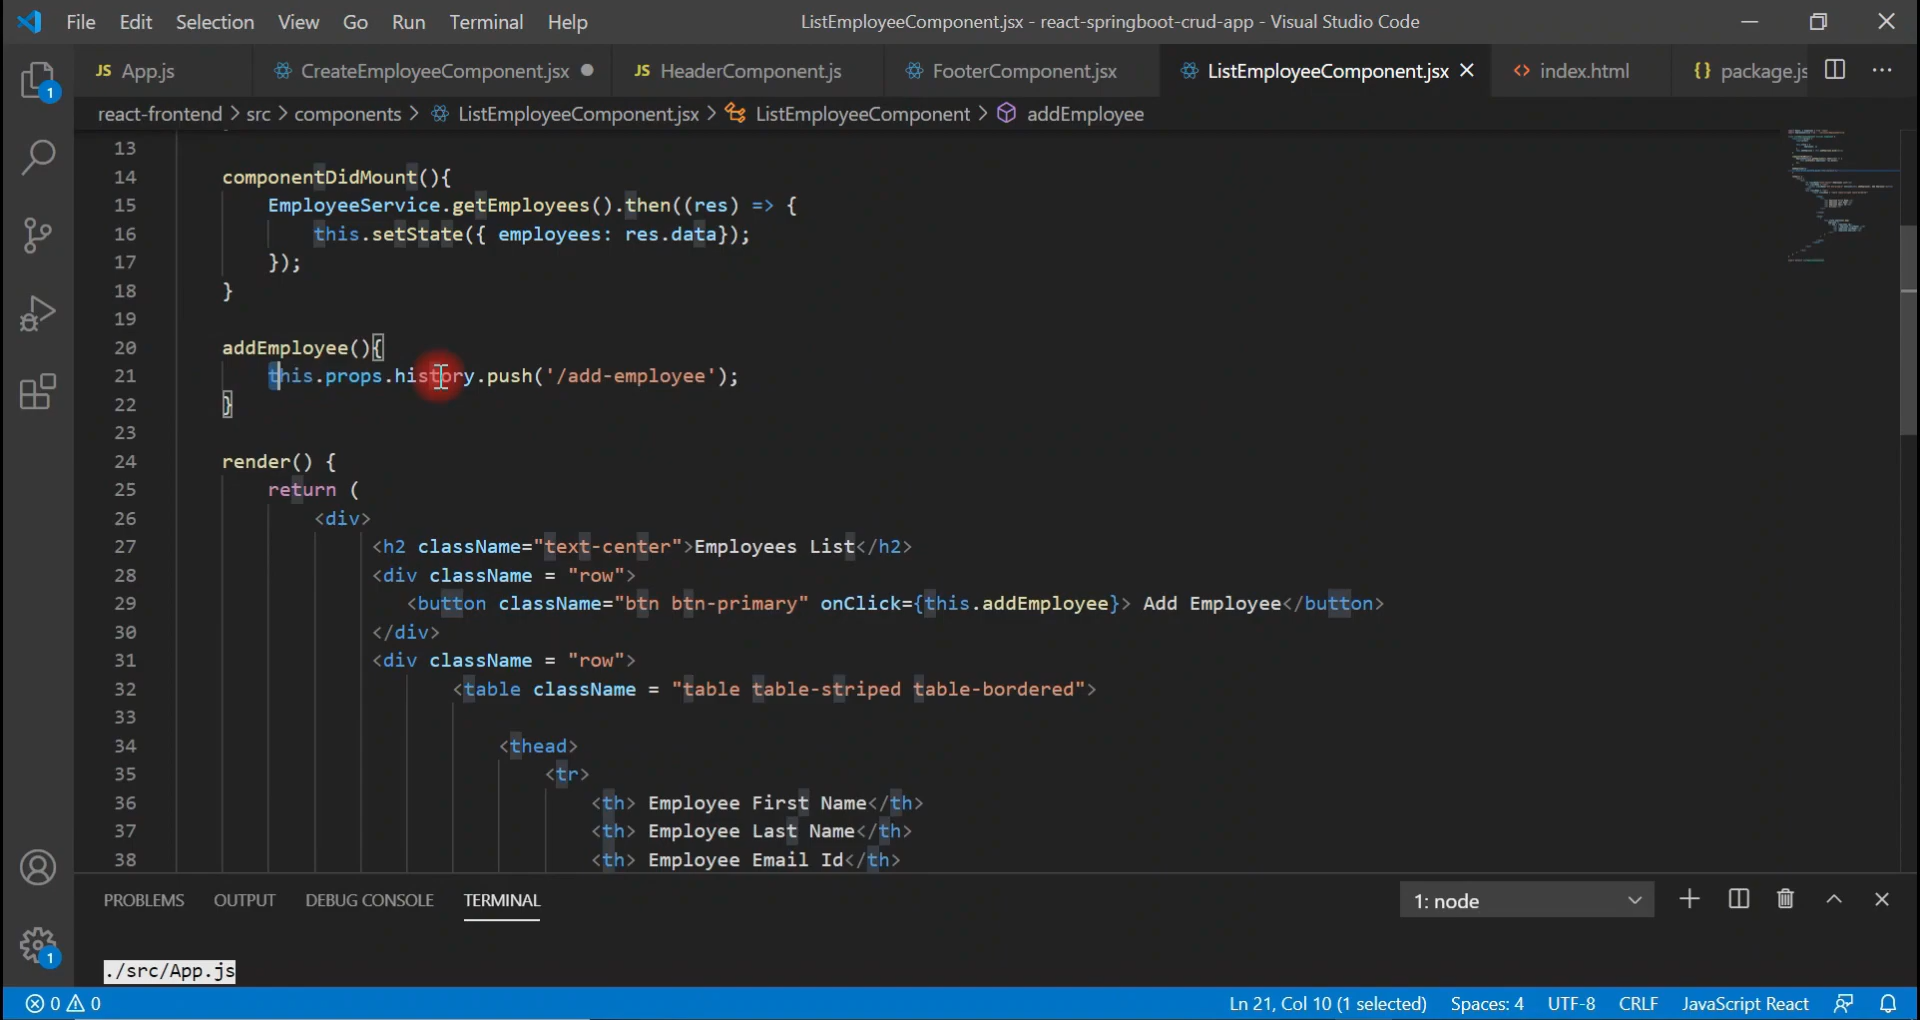 File Edit Selection View Go Run Terminal Help ListEmployeeComponent.jsx - react-springboot-crud-app - Visual Studio Code
JS App.js CreateEmployeeComponent.jsx JS HeaderComponent.js FooterComponent.jsx ListEmployeeComponent.jsx <> index.html {} package.js
react-frontend > src > components > ListEmployeeComponent.jsx > ListEmployeeComponent > addEmployee
1
13
14 componentDidMount(){
15 EmployeeService.getEmployees().then((res) => {
16 this.setState({ employees: res.data});
17 });
18 }
19
20 addEmployee(){
21 this.props.history.push('/add-employee');
22 }
23
24 render() {
25 return (
26 <div>
27 <h2 className="text-center">Employees List</h2>
28 <div className = "row">
29 <button className="btn btn-primary" onClick={this.addEmployee}> Add Employee</button>
30 </div>
31 <div className = "row">
32 <table className = "table table-striped table-bordered">
33
34 <thead>
35 <tr>
36 <th> Employee First Name</th>
37 <th> Employee Last Name</th>
38 <th> Employee Email Id</th>
PROBLEMS OUTPUT DEBUG CONSOLE TERMINAL 1: node
1
./src/App.js
0 0 Ln 21, Col 10 (1 selected) Spaces: 4 UTF-8 CRLF JavaScript React